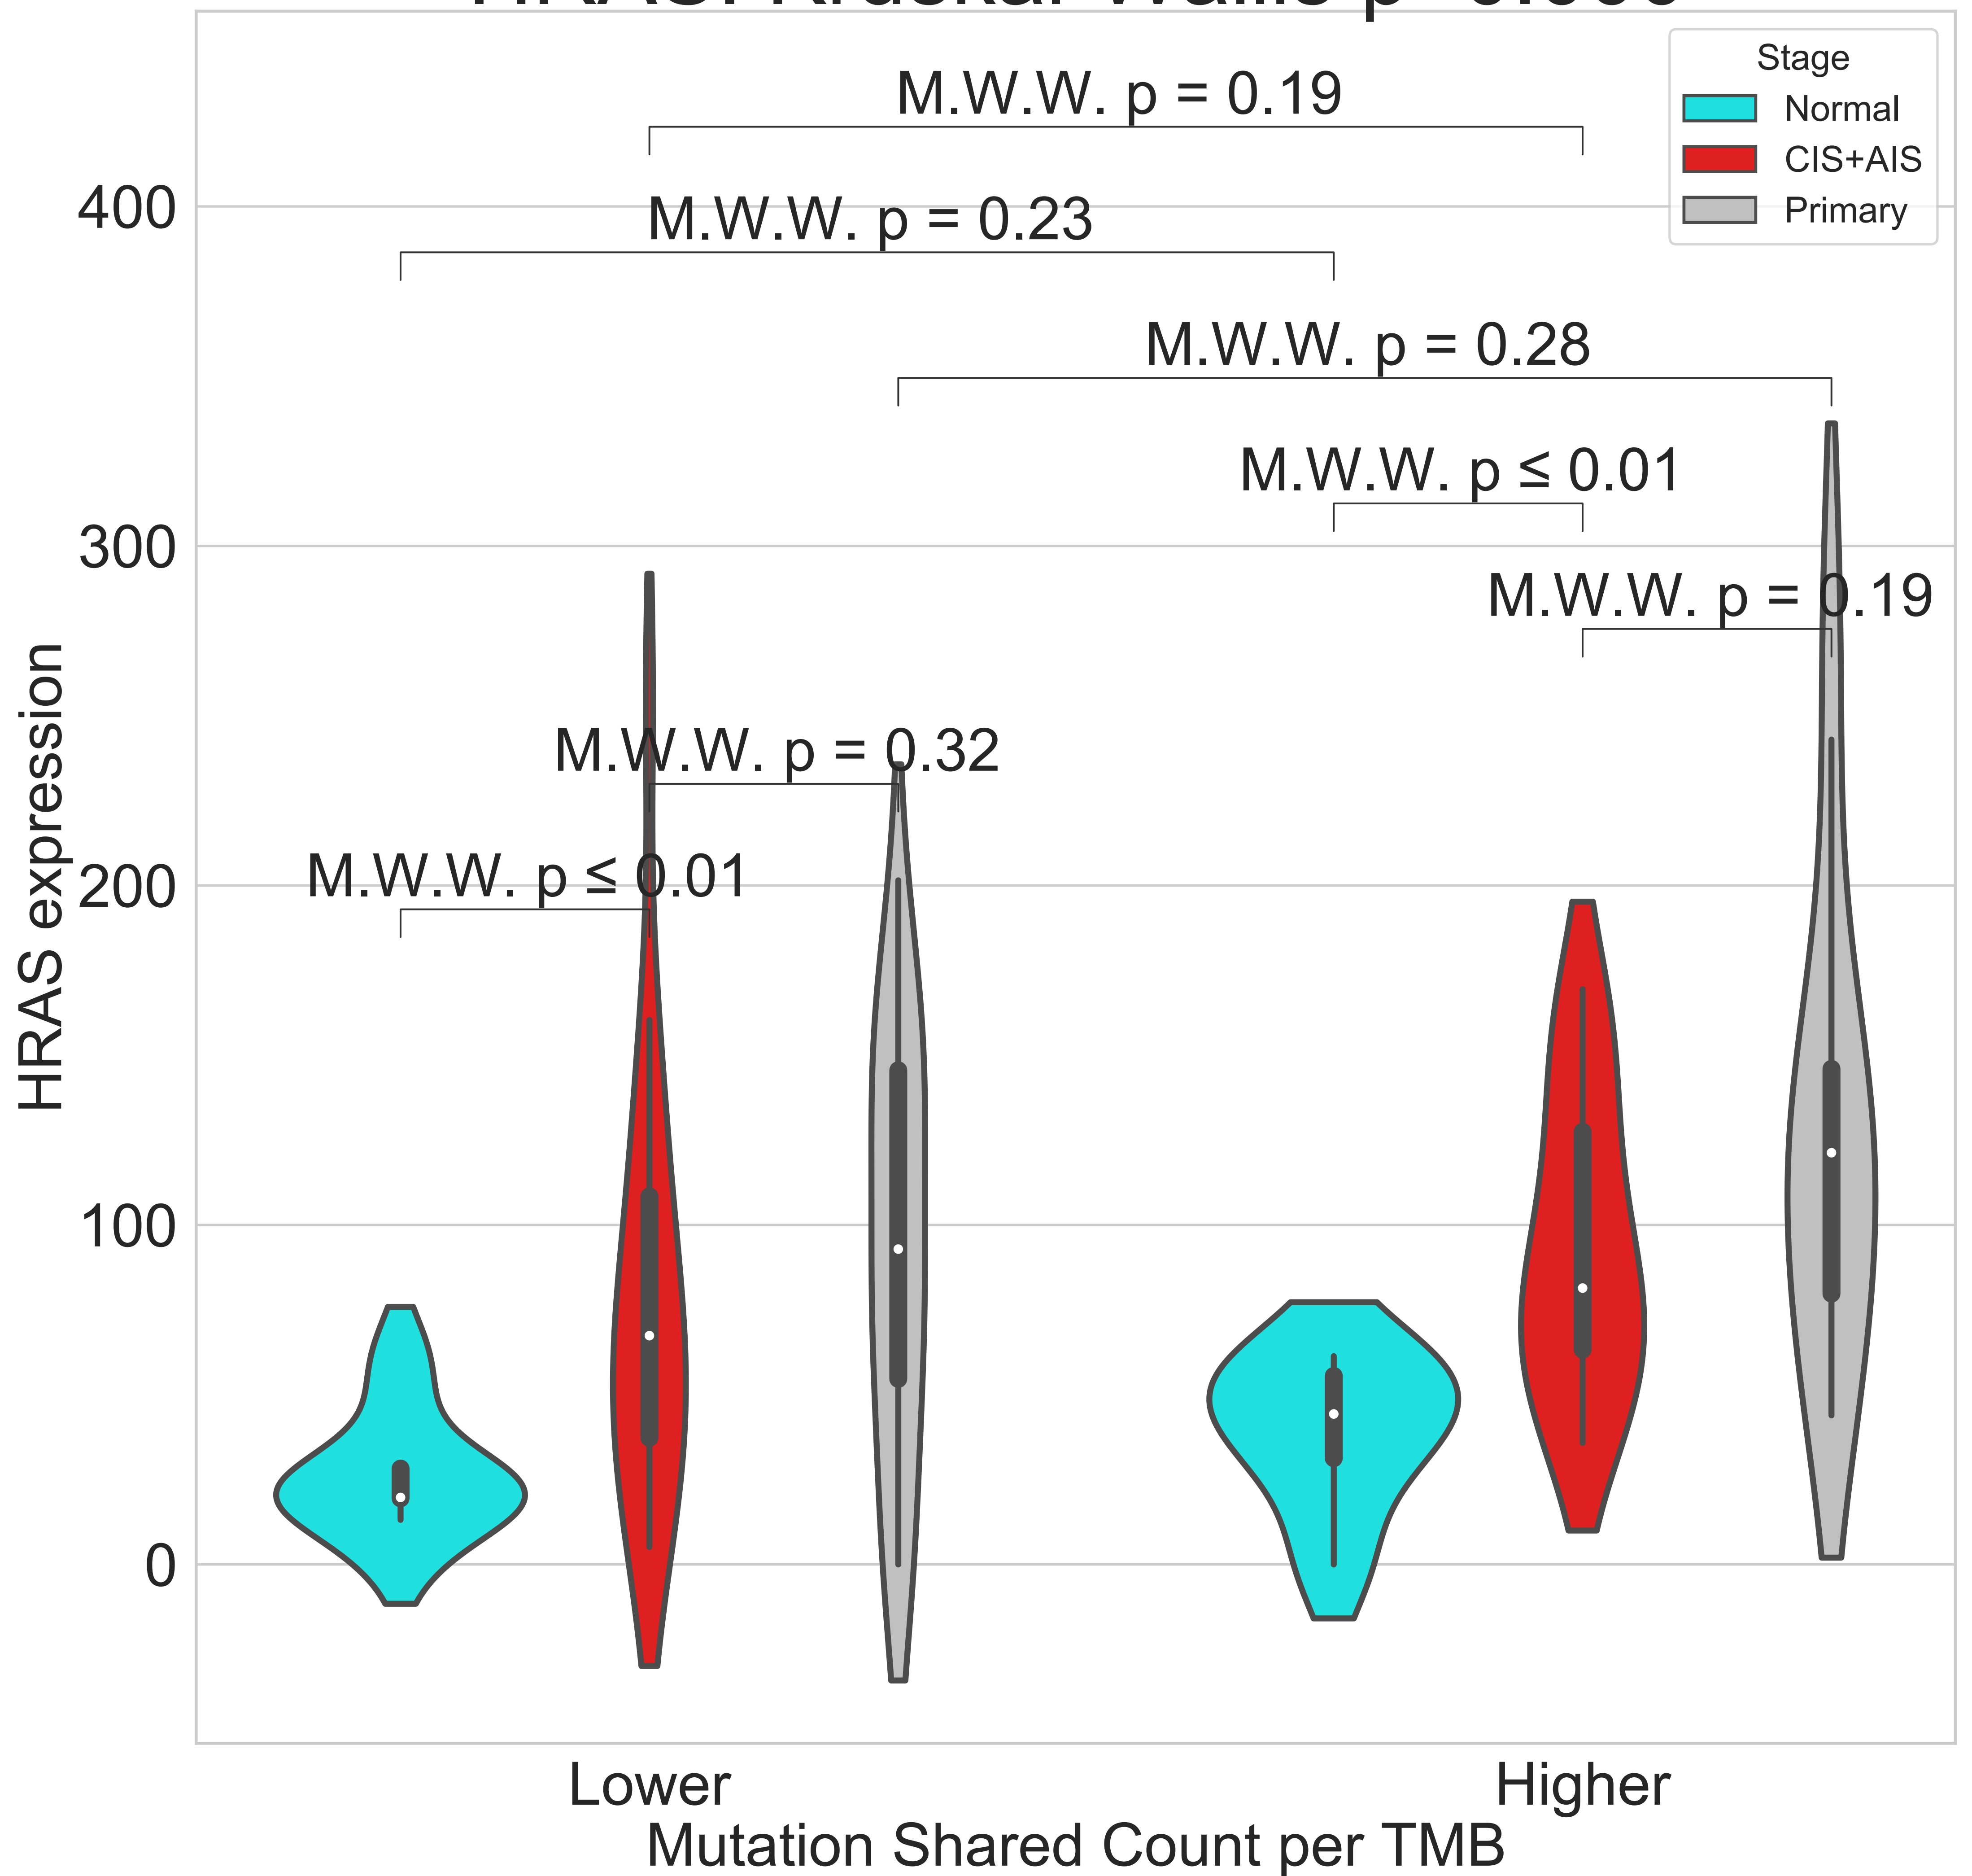 Stage
Normal
CIS+AIS
Primary
M.W.W. p = 0.19
M.W.W. p = 0.23
M.W.W. p = 0.28
M.W.W. p ≤ 0.01
M.W.W. p = 0.19
M.W.W. p = 0.32
M.W.W. p ≤ 0.01
400
300
200
100
0
HRAS expression
Lower
Higher
Mutation Shared Count per TMB